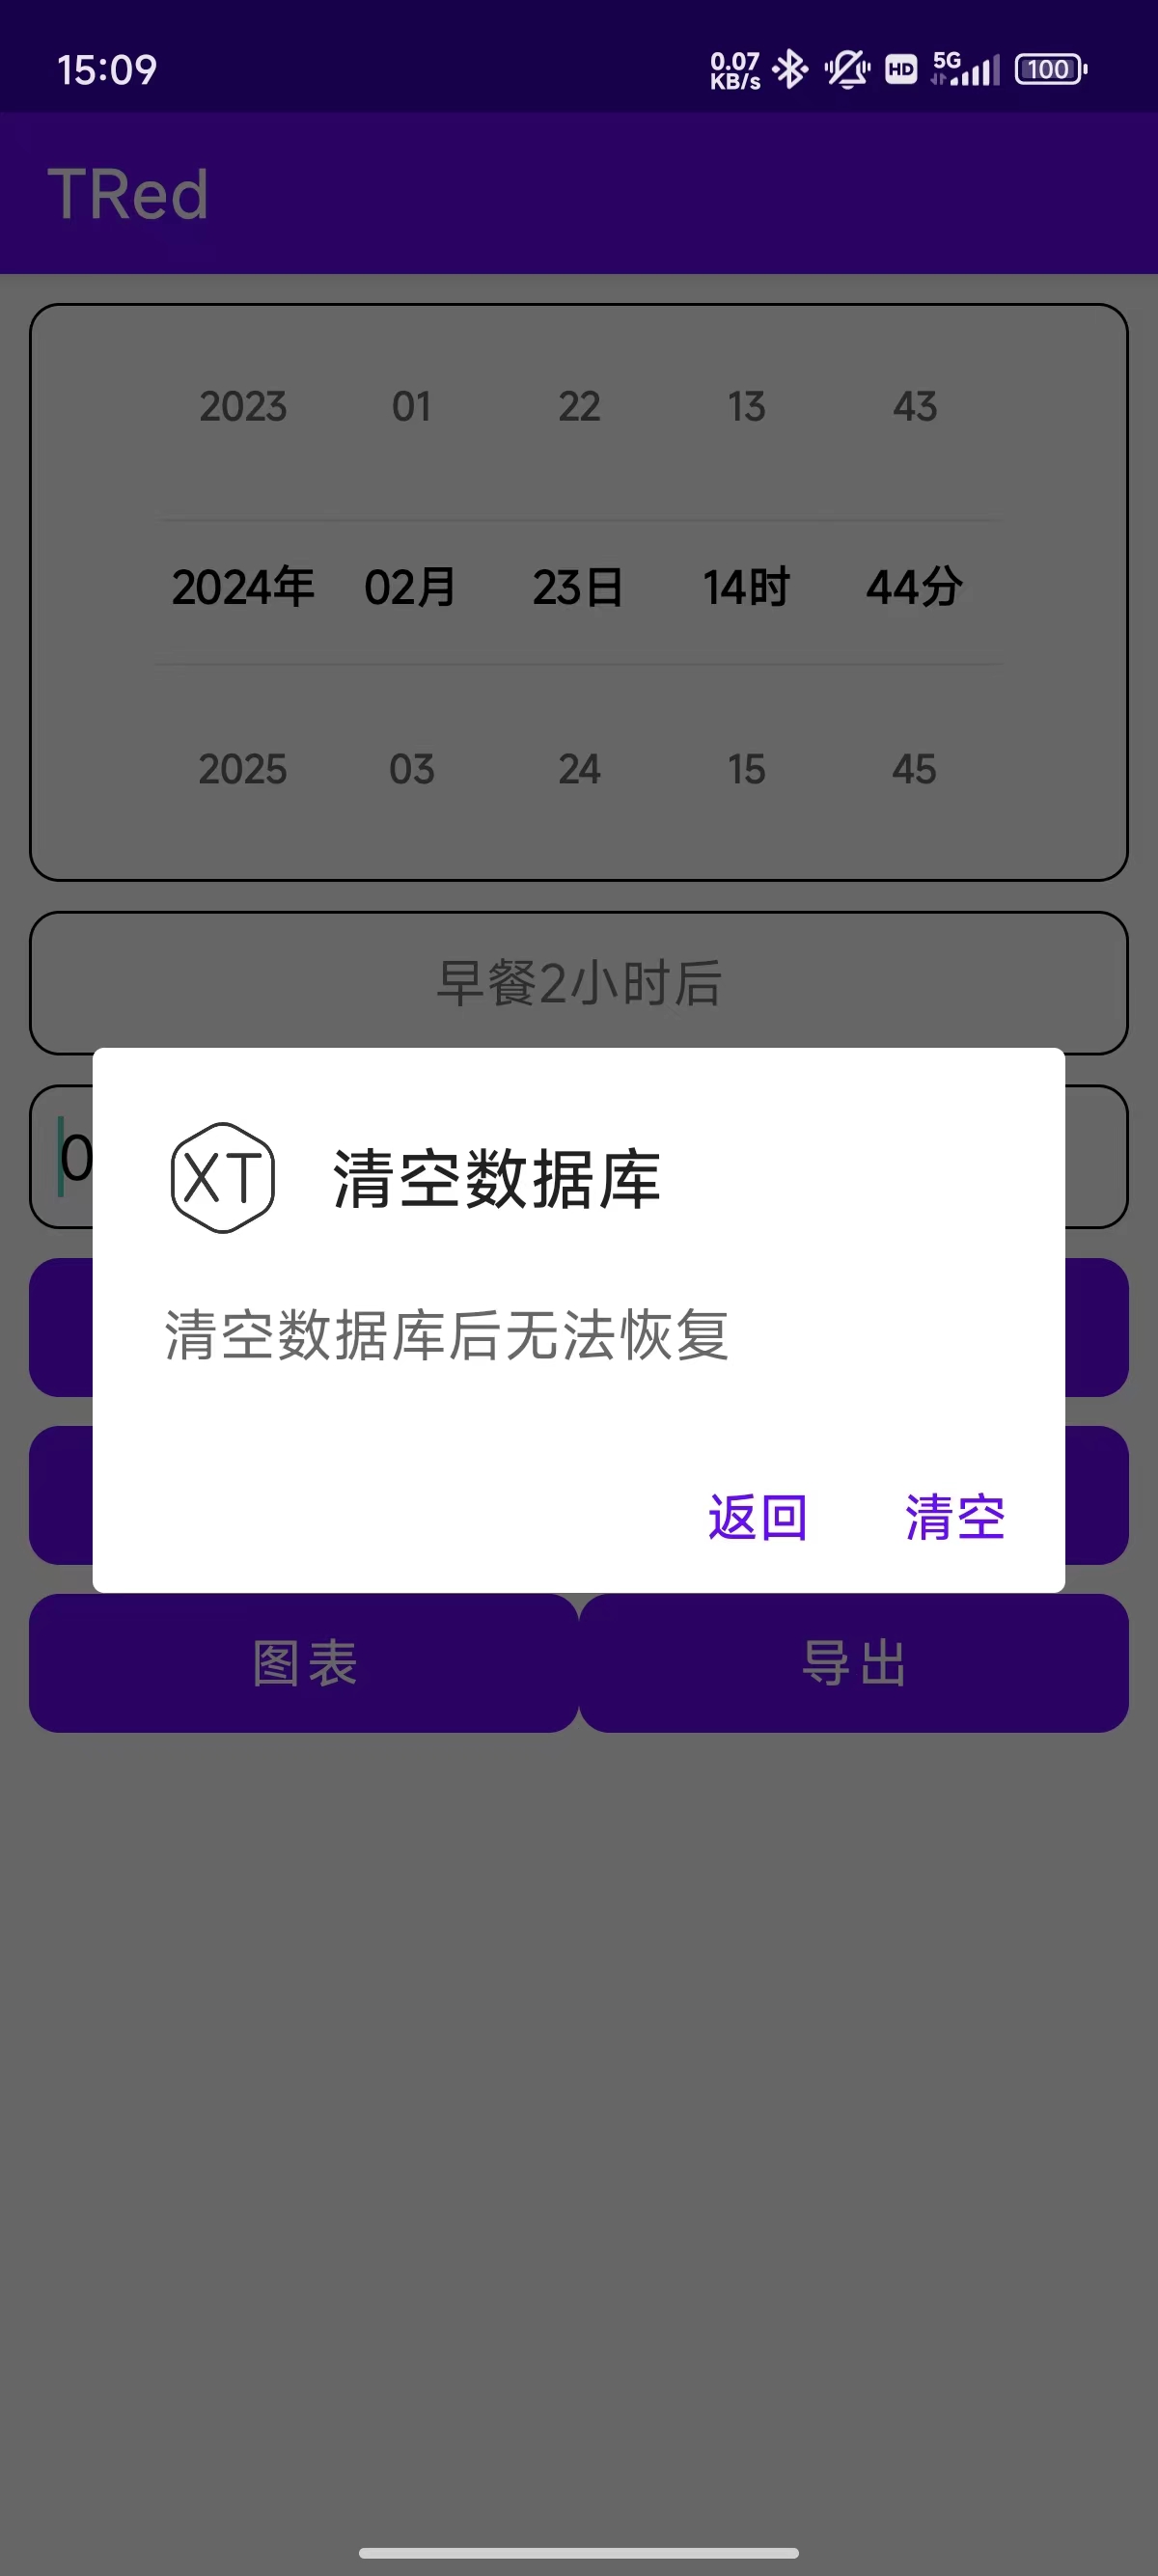 15:09 0.07 KB/s HD 5G 100
TRed
2023 01 22 13 43
2024年 02月 23日 14时 44分
2025 03 24 15 45
早餐2小时后
0
XT 清空数据库
清空数据库后无法恢复
返回 清空
图表 导出